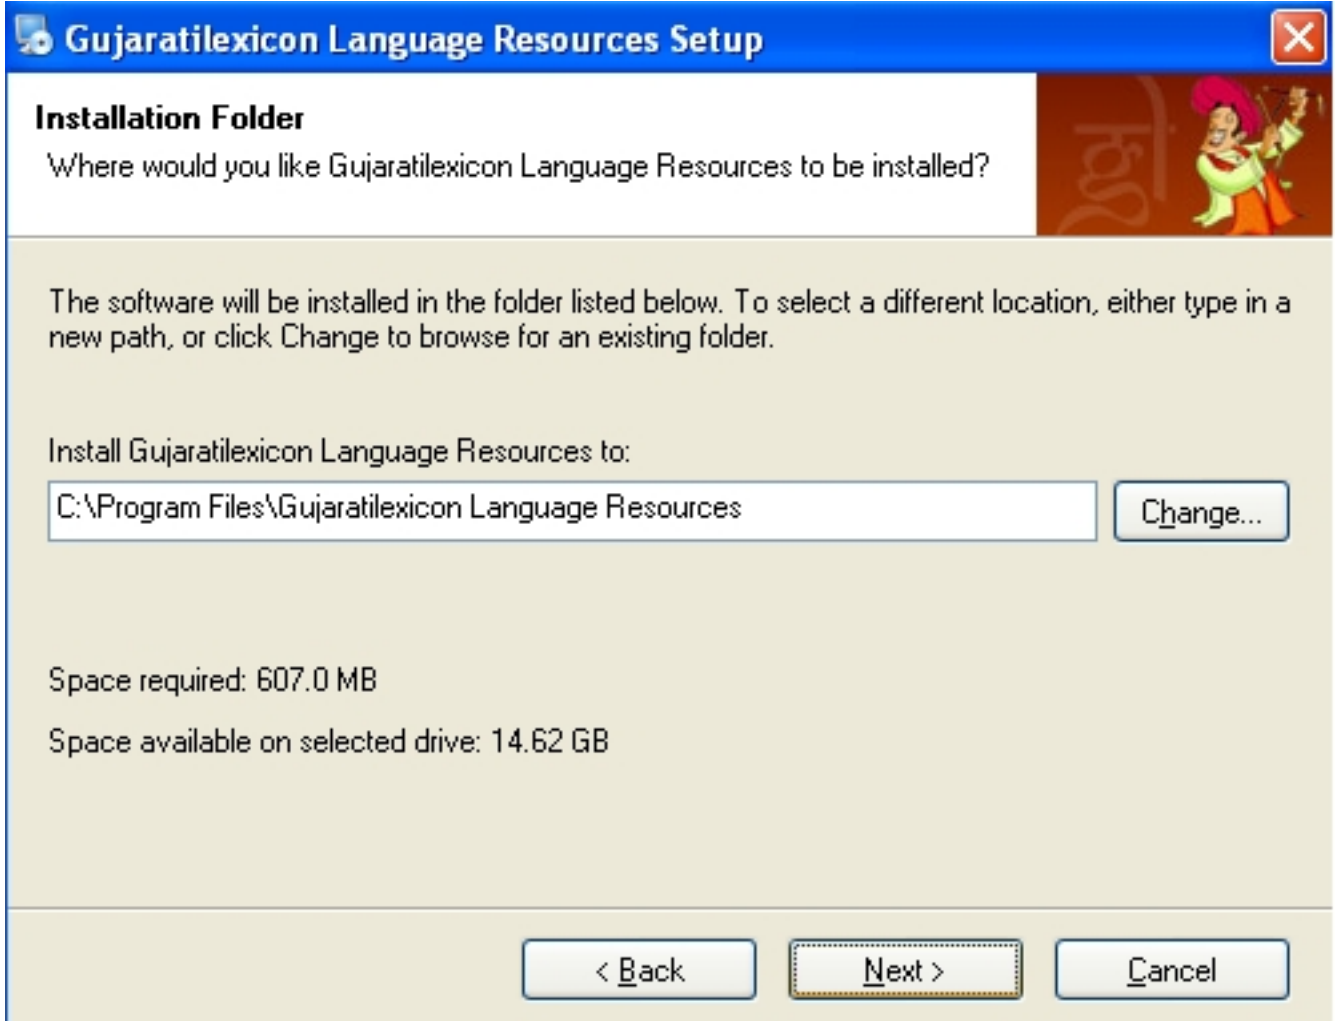 Gujaratilexicon Language Resources Setup
Installation Folder
Where would you like Gujaratilexicon Language Resources to be installed?
The software will be installed in the folder listed below. To select a different location, either type in a
new path, or click Change to browse for an existing folder.
Install Gujaratilexicon Language Resources to:
C:\Program Files\Gujaratilexicon Language Resources
Change...
Space required: 607.0 MB
Space available on selected drive: 14.62 GB
< Back
Next >
Cancel